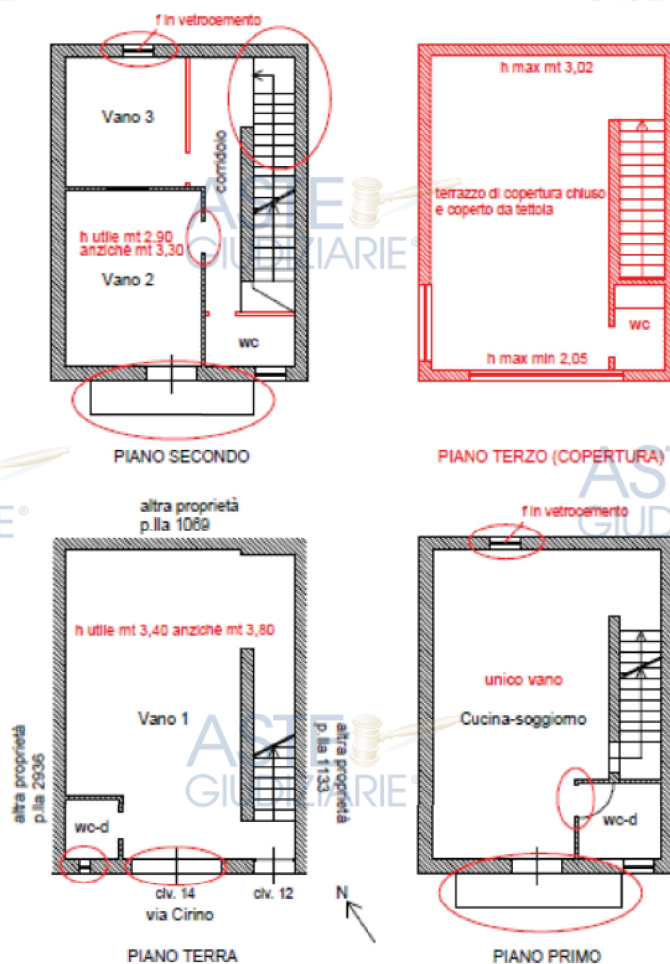 f in vetrocemento
Vano 3
corridoio
h utile mt 2.90
anzichè mt 3,30
Vano 2
wc
PIANO SECONDO
h max mt 3,02
terrazzo di copertura chiuso
e coperto da tettoia
wc
h max min 2,05
PIANO TERZO (COPERTURA)
ASTE
GIUDIZIARIE®
altra proprietà
p.lla 1069
h utile mt 3,40 anzichè mt 3,80
Vano 1
altra proprietà
p.lla 2936
altra proprietà
p. lla 1133
wc-d
civ. 14
civ. 12
via Cirino
N
PIANO TERRA
ASTE
GIUDIZIARIE®
f in vetrocemento
unico vano
Cucina-soggiorno
wc-d
PIANO PRIMO
AST
GIUDIZ
E®